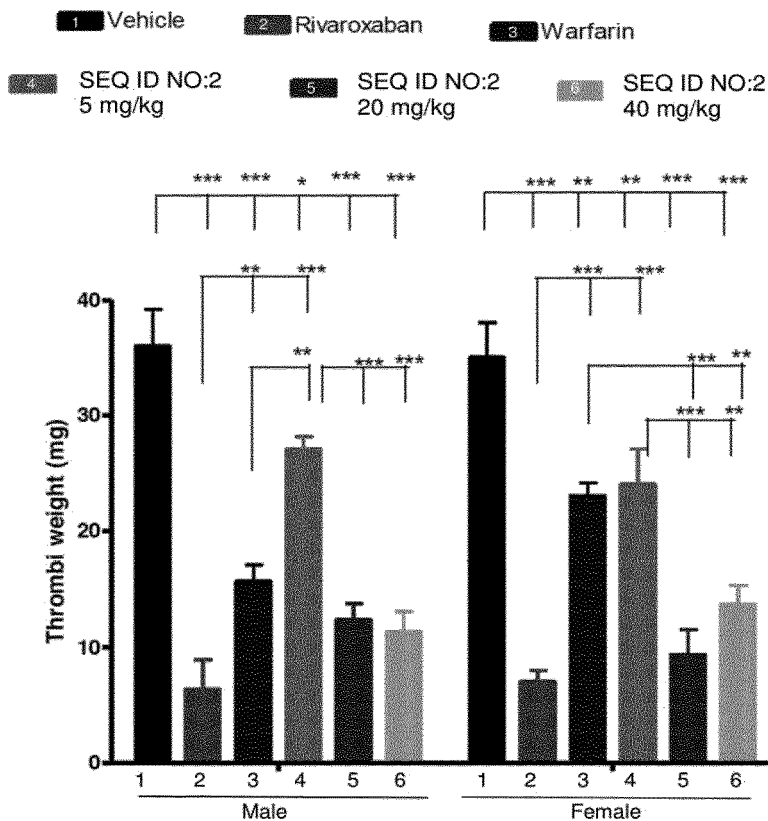 1 Vehicle 2 Rivaroxaban 3 Warfarin
4 SEQ ID NO:2 5 SEQ ID NO:2 6 SEQ ID NO:2
5 mg/kg 20 mg/kg 40 mg/kg
*** *** * *** *** *** ** ** *** ***
** *** *** ***
** *** *** *** **
*** **
Thrombi weight (mg)
40
30
20
10
0
1 2 3 4 5 6 1 2 3 4 5 6
Male Female